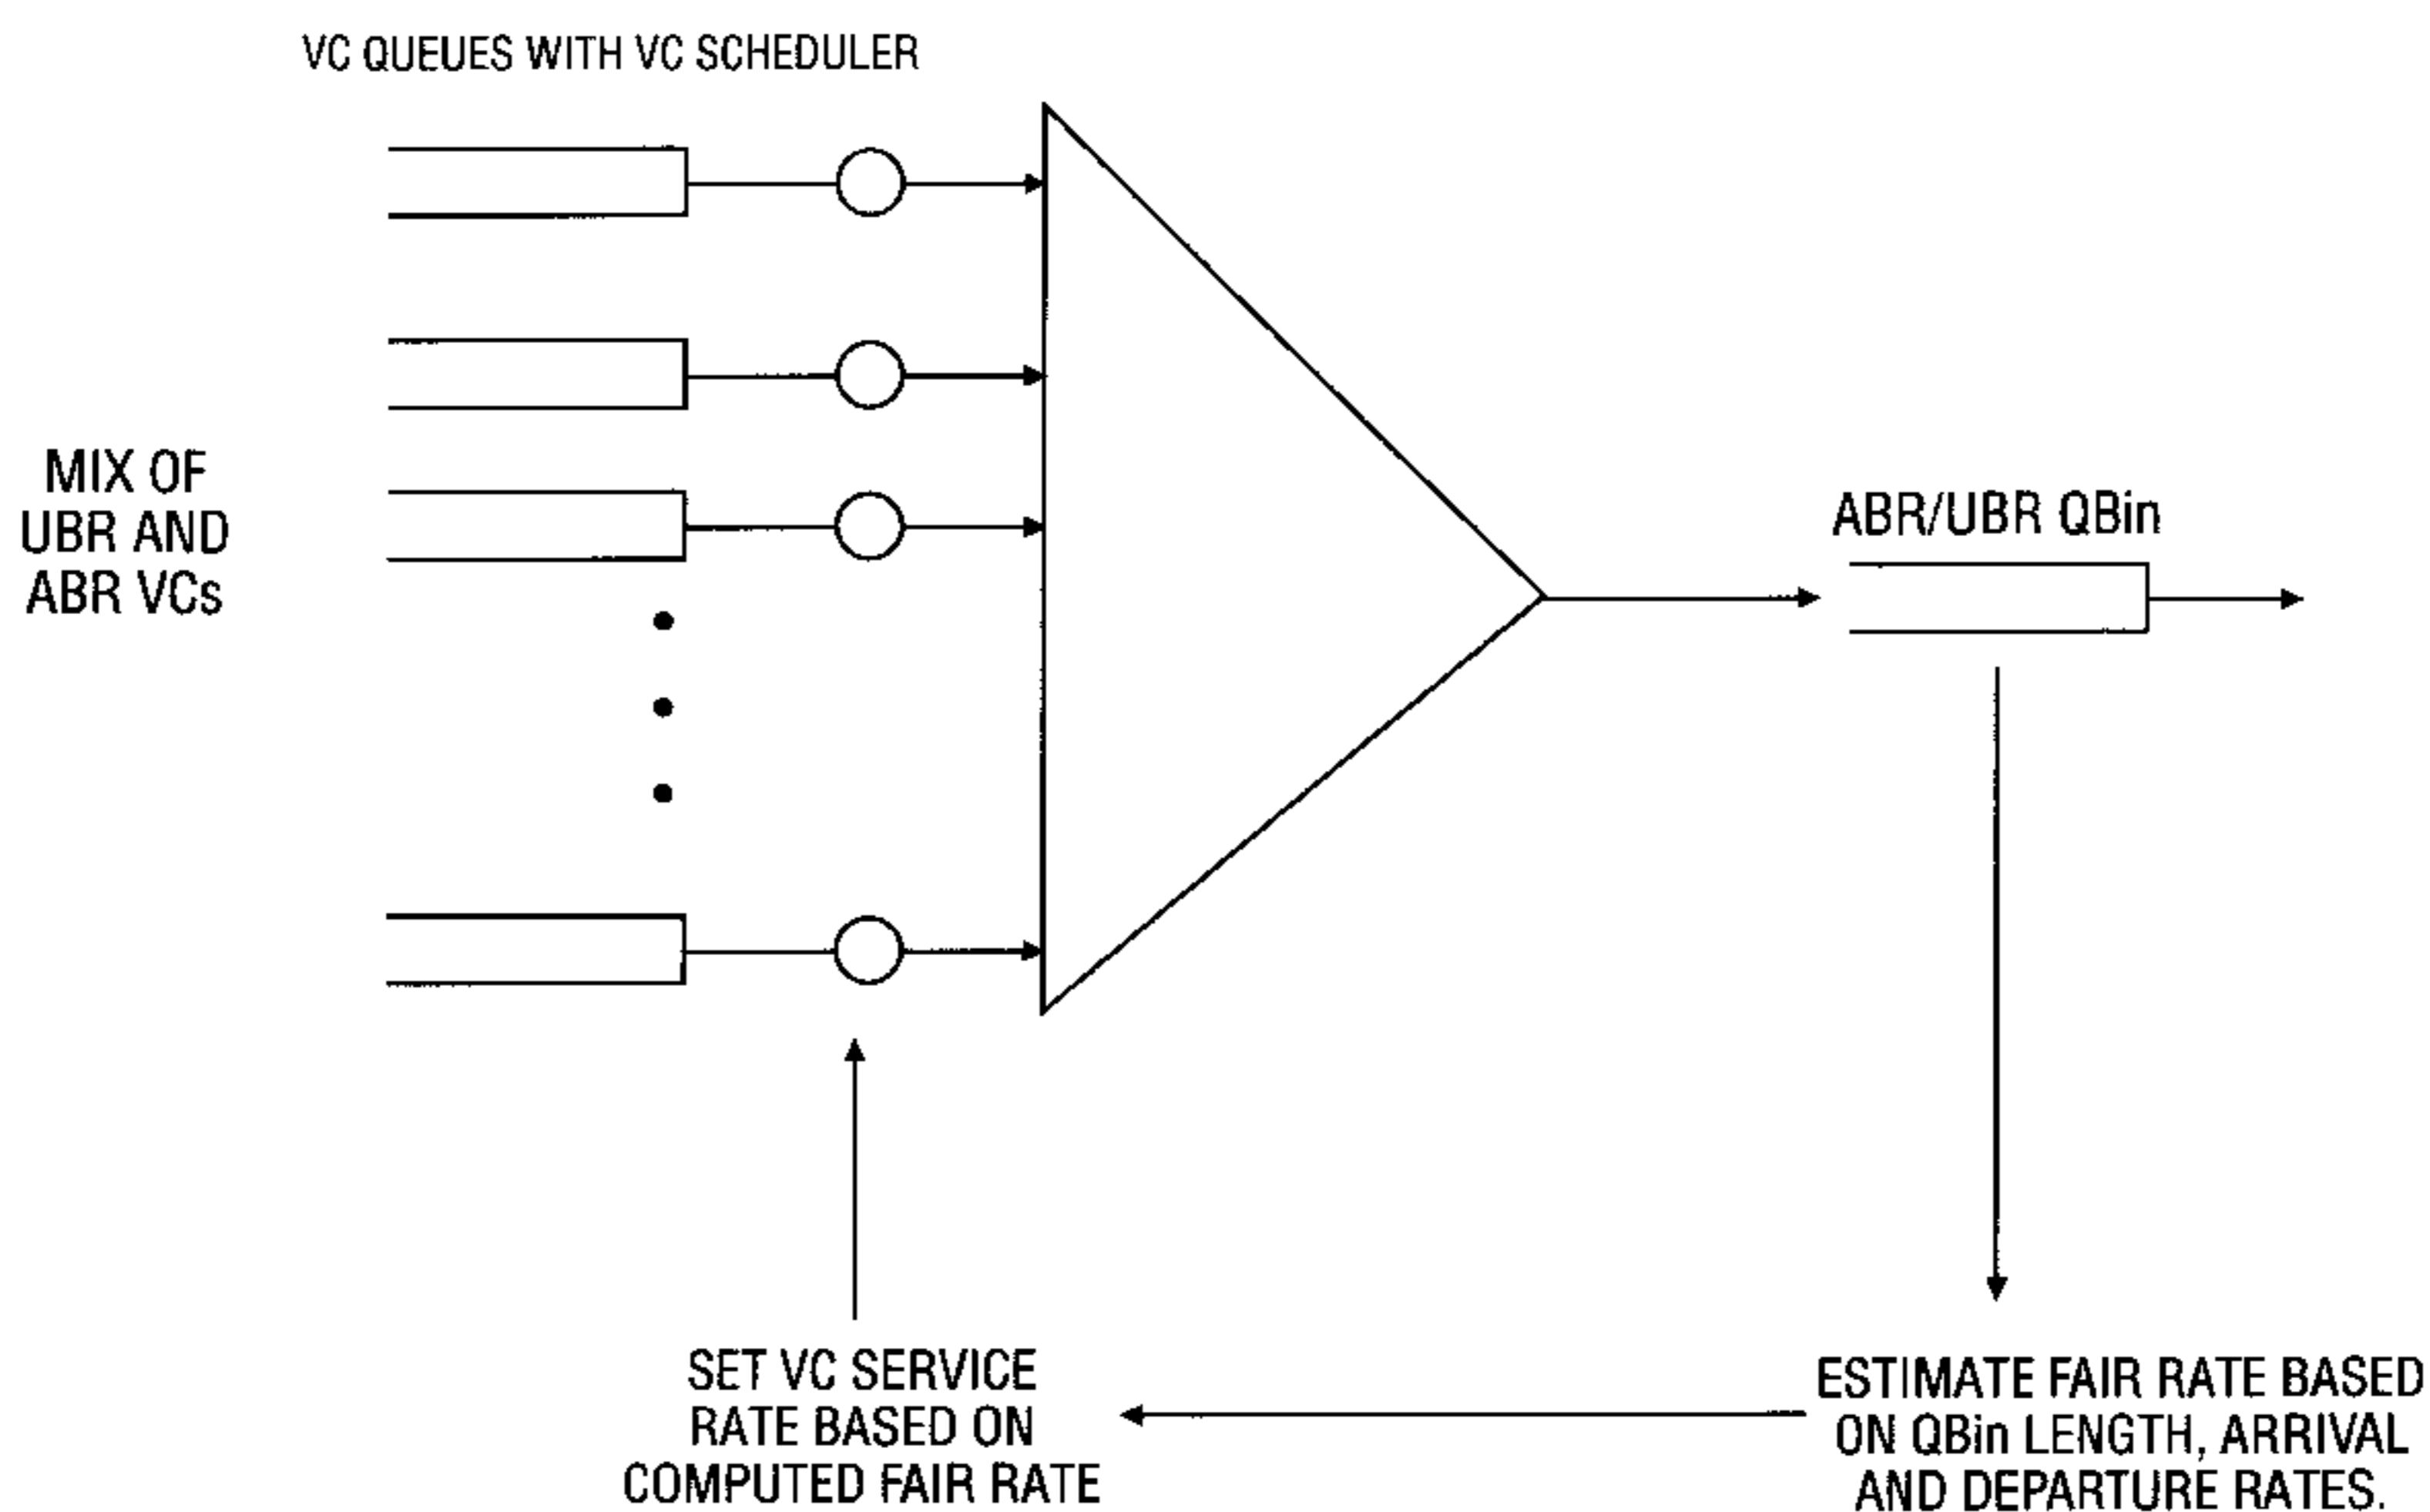 VC QUEUES WITH VC SCHEDULER
MIX OF
UBR AND
ABR VCs
ABR/UBR QBin
SET VC SERVICE
RATE BASED ON
COMPUTED FAIR RATE
ESTIMATE FAIR RATE BASED
ON QBin LENGTH, ARRIVAL
AND DEPARTURE RATES.